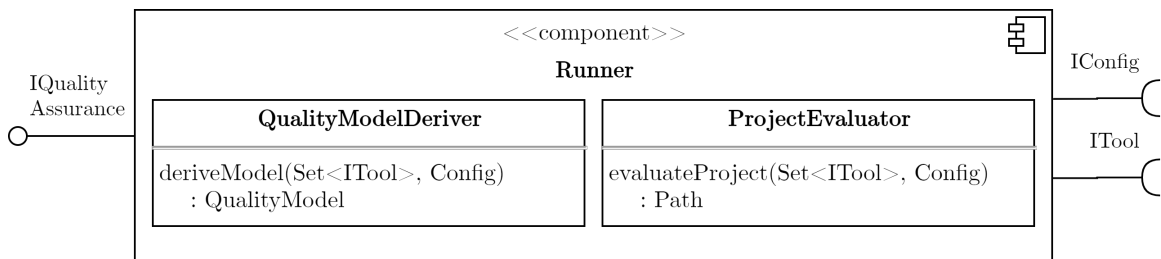 <<component>>
Runner
IQuality
Assurance
IConfig
ITool
QualityModelDeriver
deriveModel(Set<ITool>, Config)
: QualityModel
ProjectEvaluator
evaluateProject(Set<ITool>, Config)
: Path